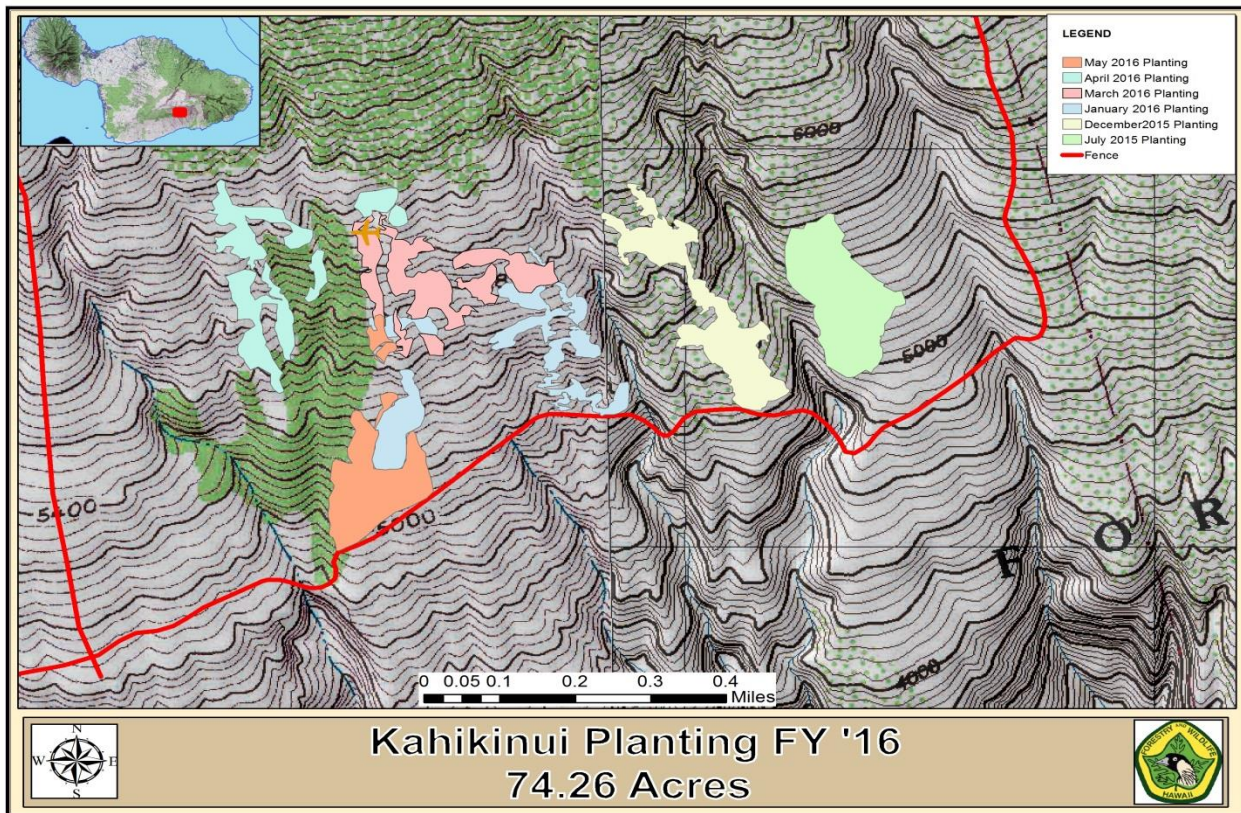 LEGEND
May 2016 Planting
April 2016 Planting
March 2016 Planting
January 2016 Planting
December2015 Planting
July 2015 Planting
Fence
6000
5000
5400
5000
F O R
4000
0 0.05 0.1 0.2 0.3 0.4
Miles
N
W E
S
Kahikinui Planting FY '16
74.26 Acres
FORESTRY AND WILDLIFE
HAWAII